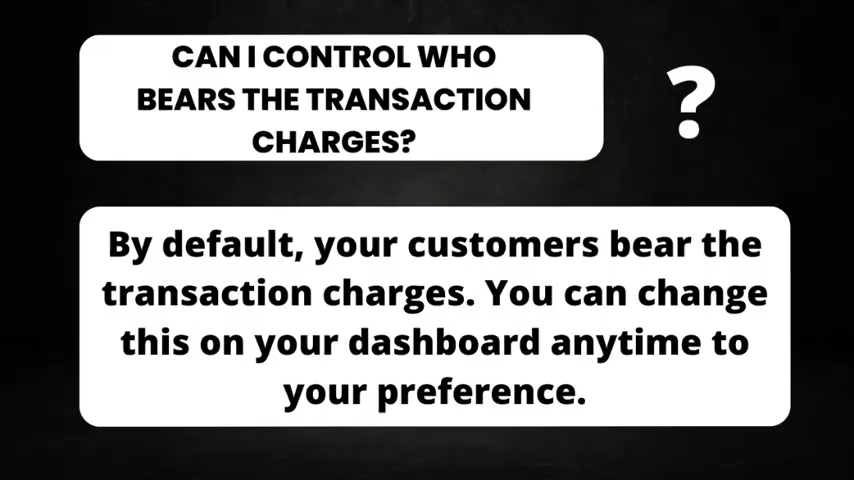 CAN I CONTROL WHO
BEARS THE TRANSACTION
CHARGES?
?
By default, your customers bear the
transaction charges. You can change
this on your dashboard anytime to
your preference.